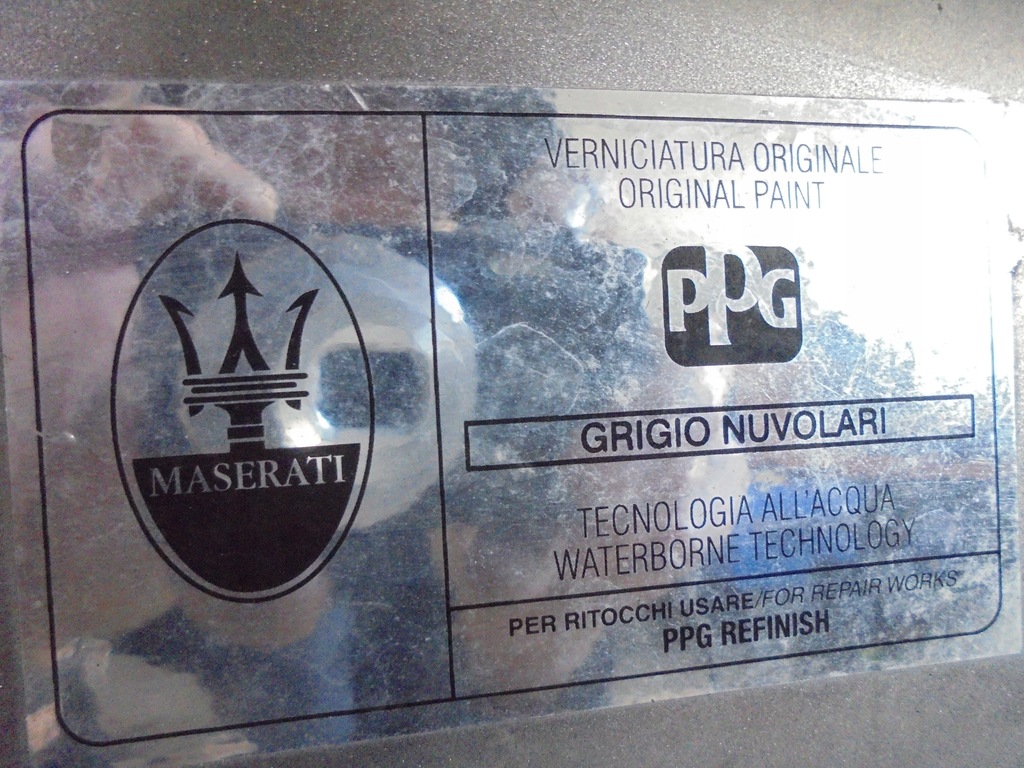 MASERATI
VERNICIATURA ORIGINALE
ORIGINAL PAINT
PPG
GRIGIO NUVOLARI
TECNOLOGIA ALL'ACQUA
WATERBORNE TECHNOLOGY
PER RITOCCHI USARE/FOR REPAIR WORKS
PPG REFINISH